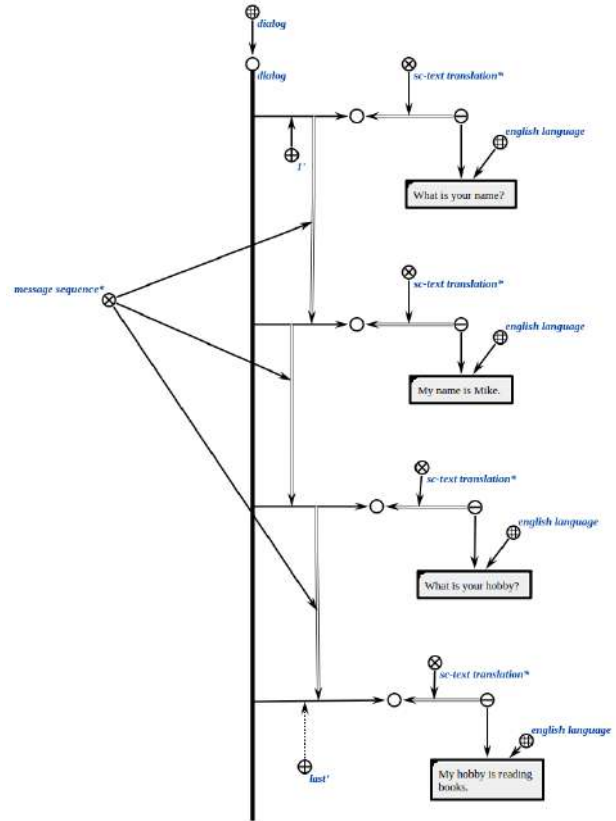 dialog
dialog
sc-text translation*
english language
1'
What is your name?
message sequence*
sc-text translation*
english language
My name is Mike.
sc-text translation*
english language
What is your hobby?
sc-text translation*
english language
last'
My hobby is reading
books.